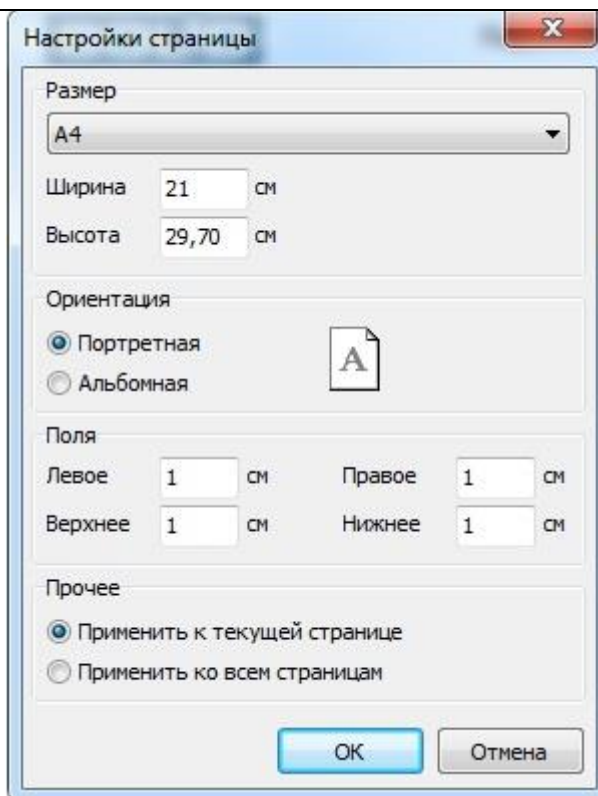 Настройки страницы
Размер
A4
Ширина 21 см
Высота 29,70 см
Ориентация
Портретная
A
Альбомная
Поля
Левое 1 см Правое 1 см
Верхнее 1 см Нижнее 1 см
Прочее
Применить к текущей странице
Применить ко всем страницам
OK Отмена